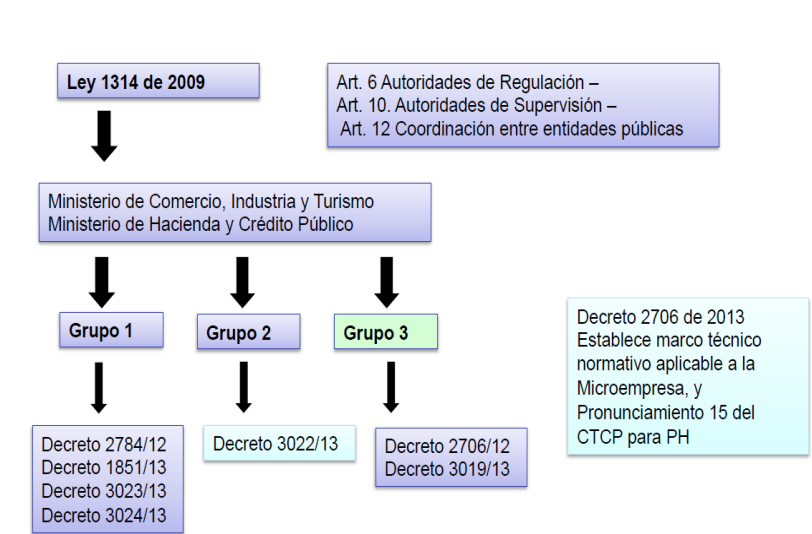 Ley 1314 de 2009
Art. 6 Autoridades de Regulación –
Art. 10. Autoridades de Supervisión –
Art. 12 Coordinación entre entidades públicas
Ministerio de Comercio, Industria y Turismo
Ministerio de Hacienda y Crédito Público
Grupo 1
Grupo 2
Grupo 3
Decreto 2784/12
Decreto 1851/13
Decreto 3023/13
Decreto 3024/13
Decreto 3022/13
Decreto 2706/12
Decreto 3019/13
Decreto 2706 de 2013
Establece marco técnico
normativo aplicable a la
Microempresa, y
Pronunciamiento 15 del
CTCP para PH